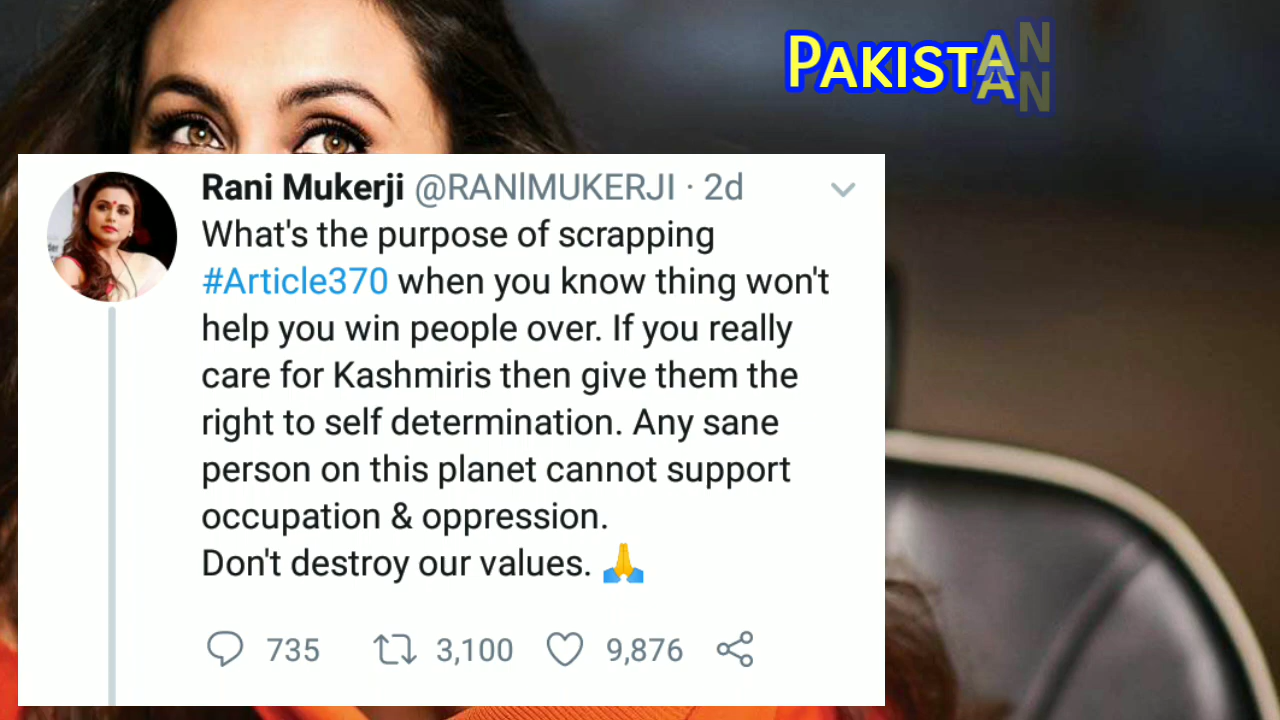 PAKISTAN
AN
Rani Mukerji @RANlMUKERJI · 2d
What's the purpose of scrapping
#Article370 when you know thing won't
help you win people over. If you really
care for Kashmiris then give them the
right to self determination. Any sane
person on this planet cannot support
occupation & oppression.
Don't destroy our values. 🙏
735 3,100 9,876